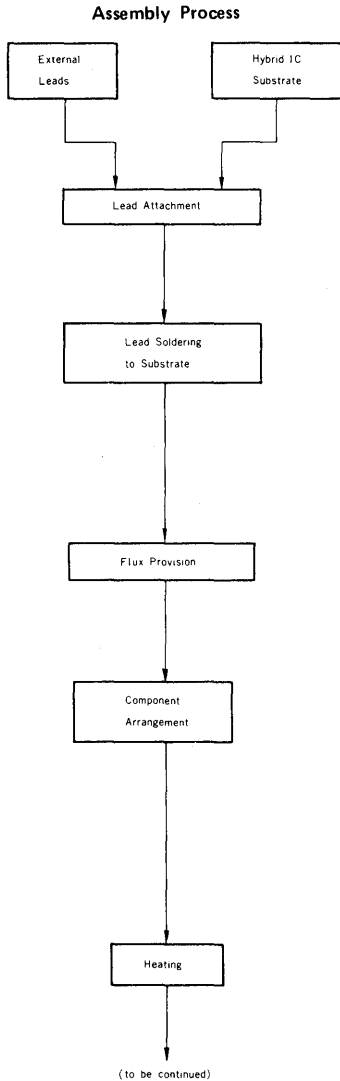 Assembly Process
External
Leads
Hybrid IC
Substrate
Lead Attachment
Lead Soldering
to Substrate
Flux Provision
Component
Arrangement
Heating
(to be continued)